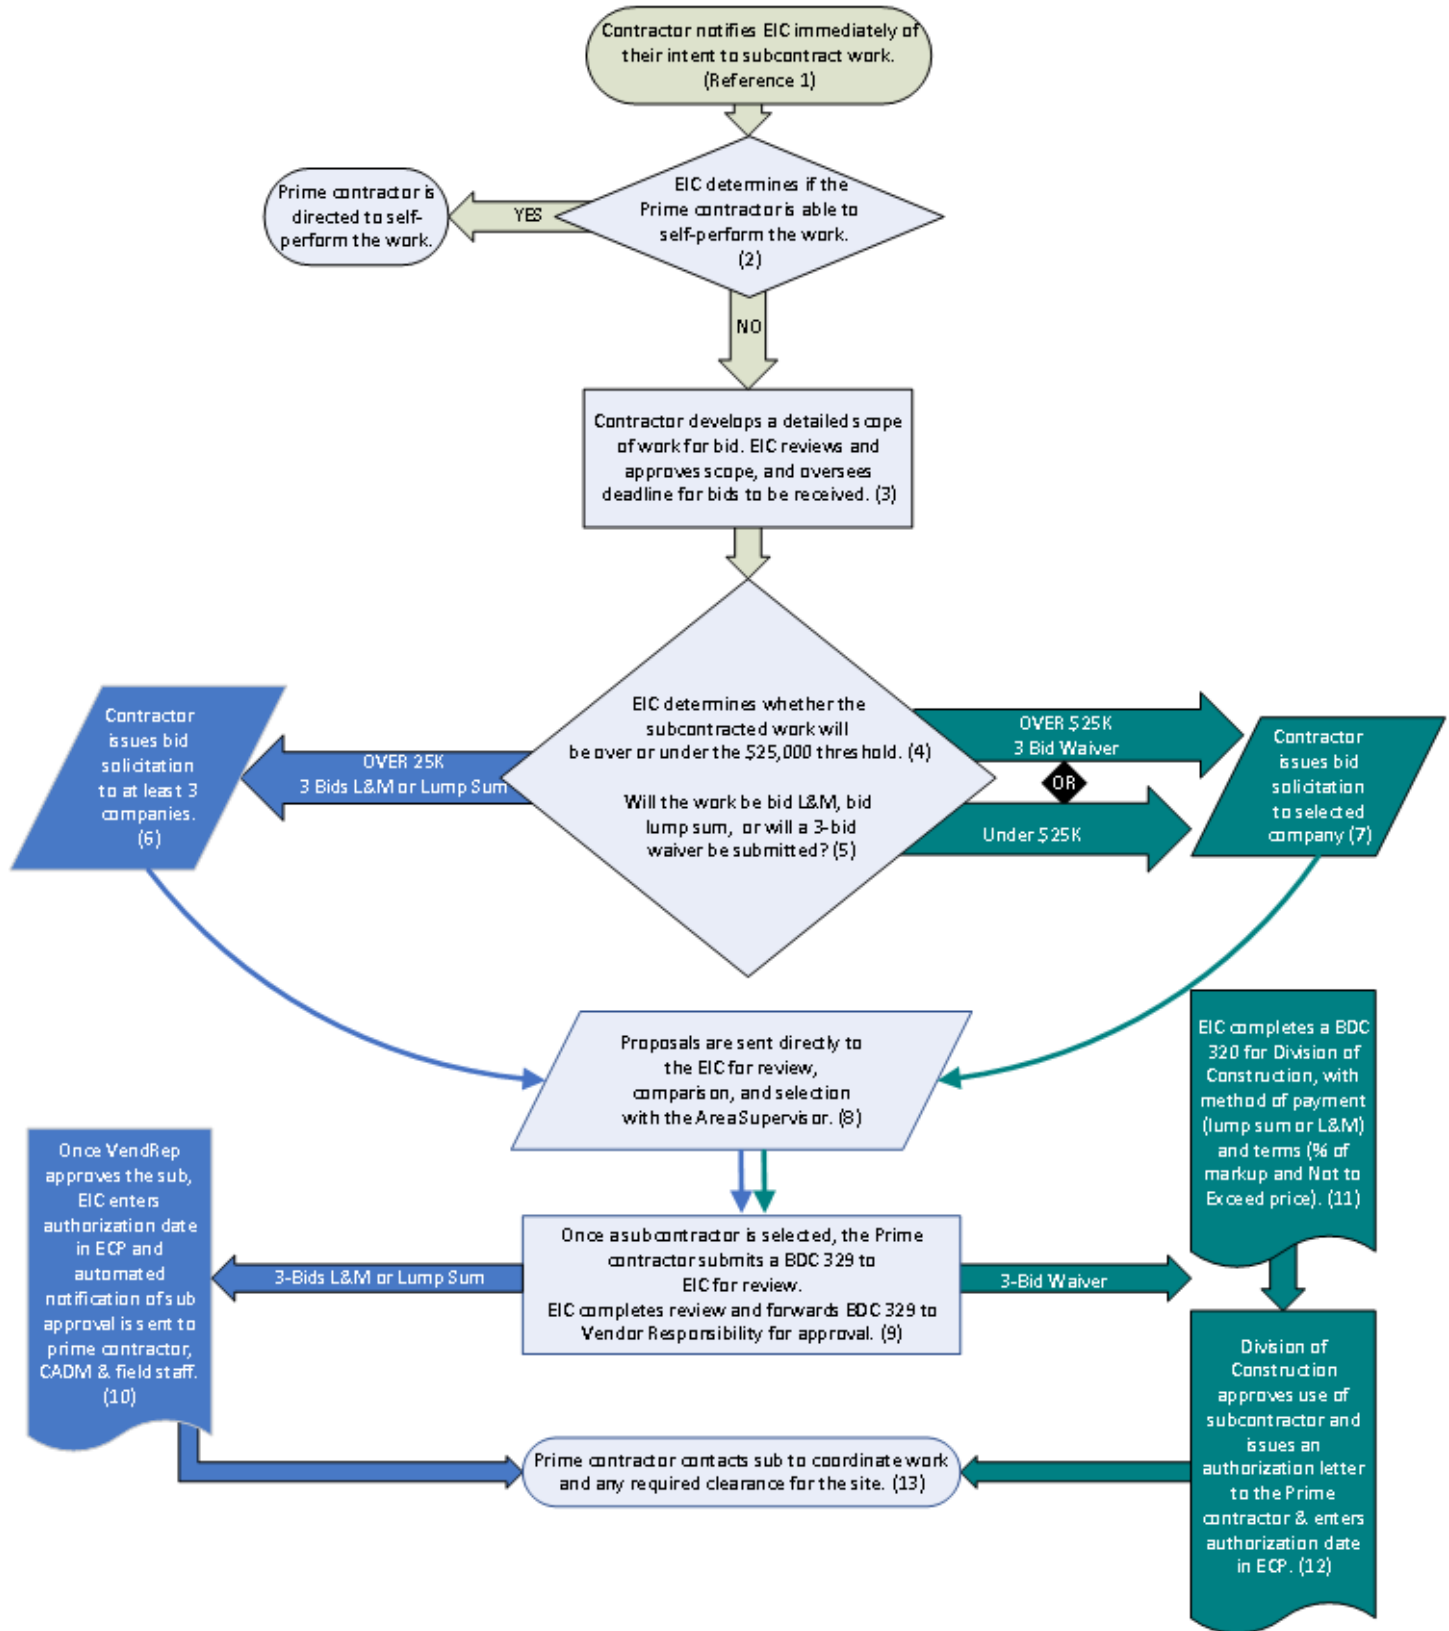 Contractor notifies EIC immediately of
their intent to subcontract work.
(Reference 1)
EIC determines if the
Prime contractor is able to
self-perform the work.
(2)
YES
Prime contractor is
directed to self-
perform the work.
NO
Contractor develops a detailed scope
of work for bid. EIC reviews and
approves scope, and oversees
deadline for bids to be received. (3)
EIC determines whether the
subcontracted work will
be over or under the $25,000 threshold. (4)
Will the work be bid L&M, bid
lump sum, or will a 3-bid
waiver be submitted? (5)
OVER 25K
3 Bids L&M or Lump Sum
Contractor
issues bid
solicitation
to at least 3
companies.
(6)
OVER $25K
3 Bid Waiver
OR
Under $25K
Contractor
issues bid
solicitation
to selected
company (7)
Proposals are sent directly to
the EIC for review,
comparison, and selection
with the Area Supervisor. (8)
Once a subcontractor is selected, the Prime
contractor submits a BDC 329 to
EIC for review.
EIC completes review and forwards BDC 329 to
Vendor Responsibility for approval. (9)
3-Bids L&M or Lump Sum
Once VendRep
approves the sub,
EIC enters
authorization date
in ECP and
automated
notification of sub
approval is sent to
prime contractor,
CADM & field staff.
(10)
3-Bid Waiver
EIC completes a BDC
320 for Division of
Construction, with
method of payment
(lump sum or L&M)
and terms (% of
markup and Not to
Exceed price). (11)
Division of
Construction
approves use of
subcontractor and
issues an
authorization letter
to the Prime
contractor & enters
authorization date
in ECP. (12)
Prime contractor contacts sub to coordinate work
and any required clearance for the site. (13)